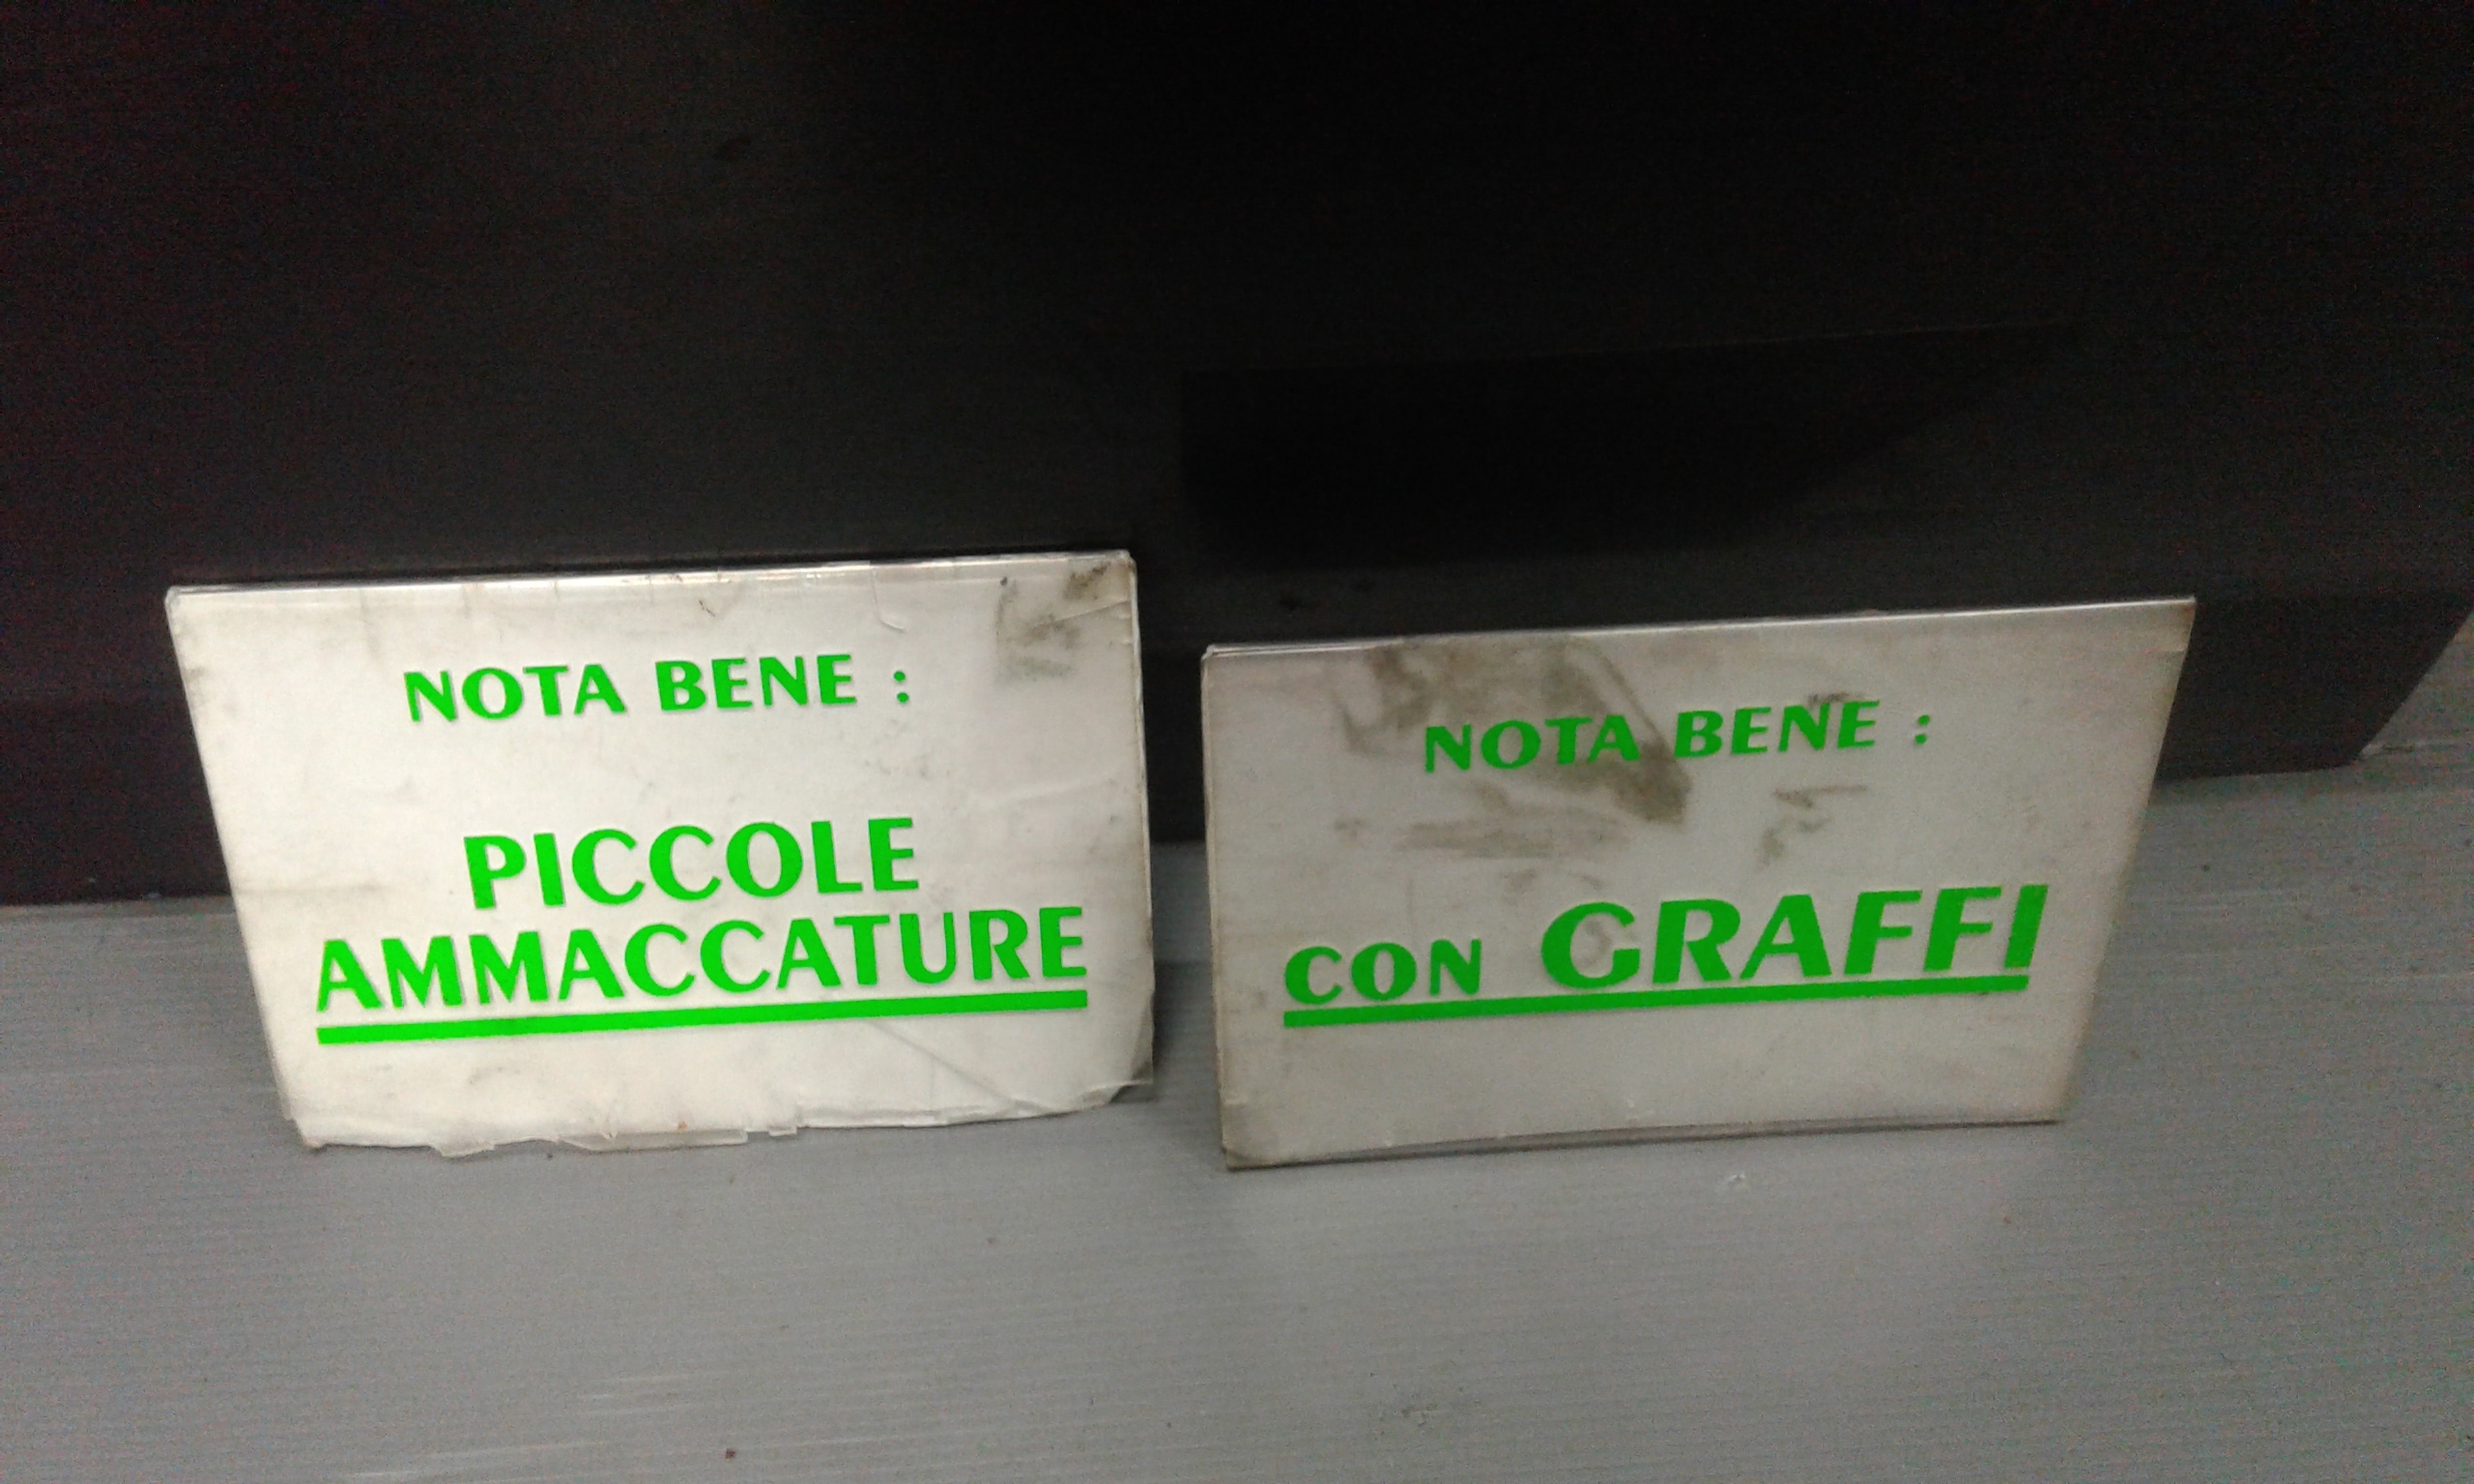 NOTA BENE :
PICCOLE
AMMACCATURE
NOTA BENE :
CON GRAFFI